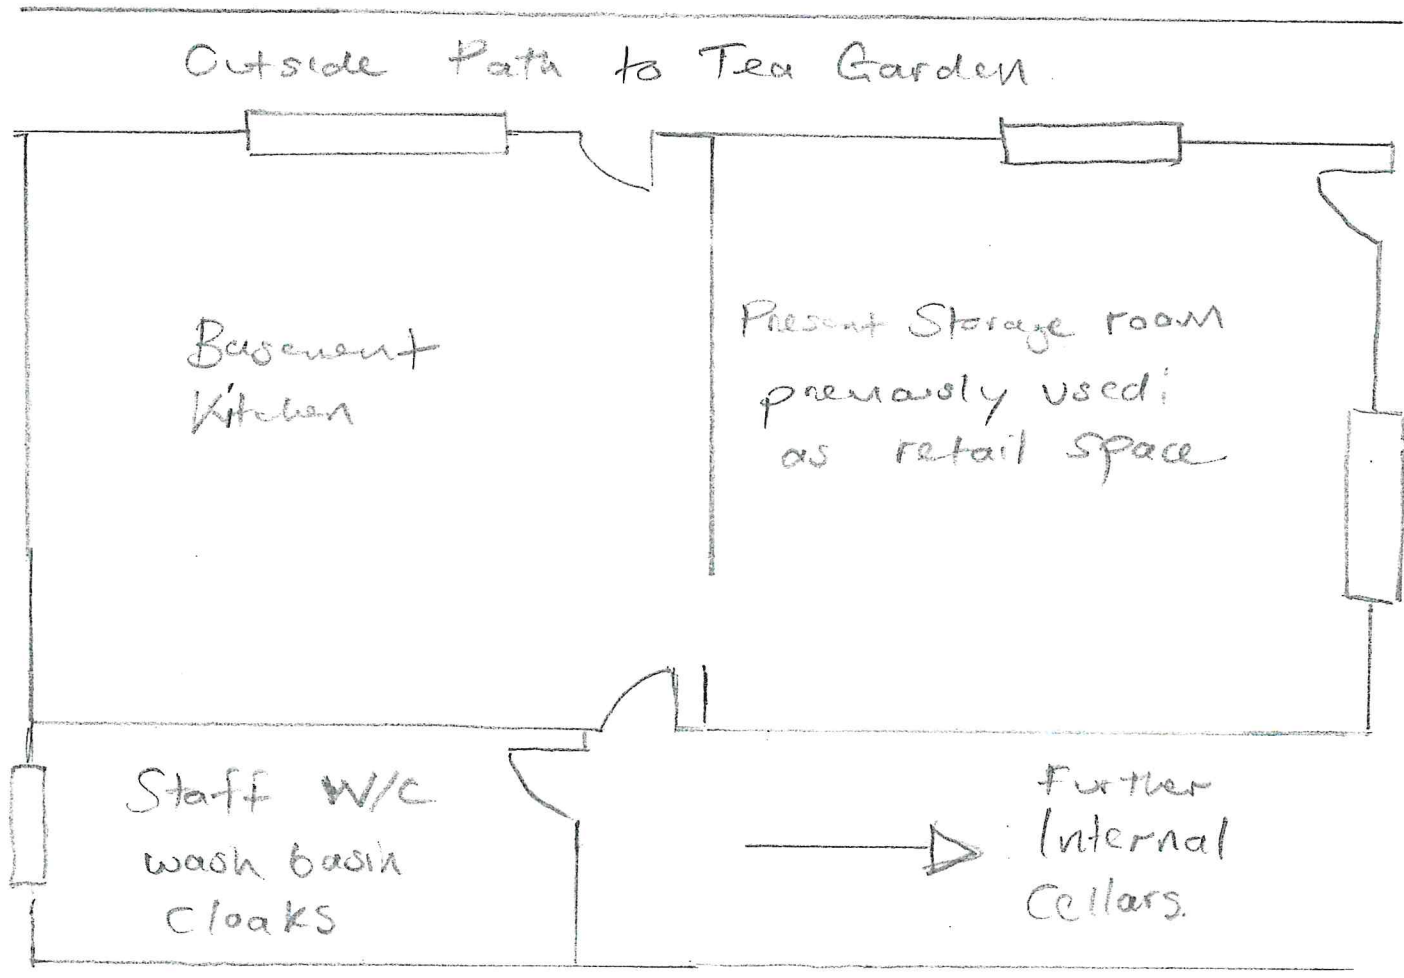 Outside Path to Tea Garden
Basement
Kitchen
Present Storage room
previously used
as retail space
Staff W/C
wash basin
Cloaks
Further
Internal
Cellars.